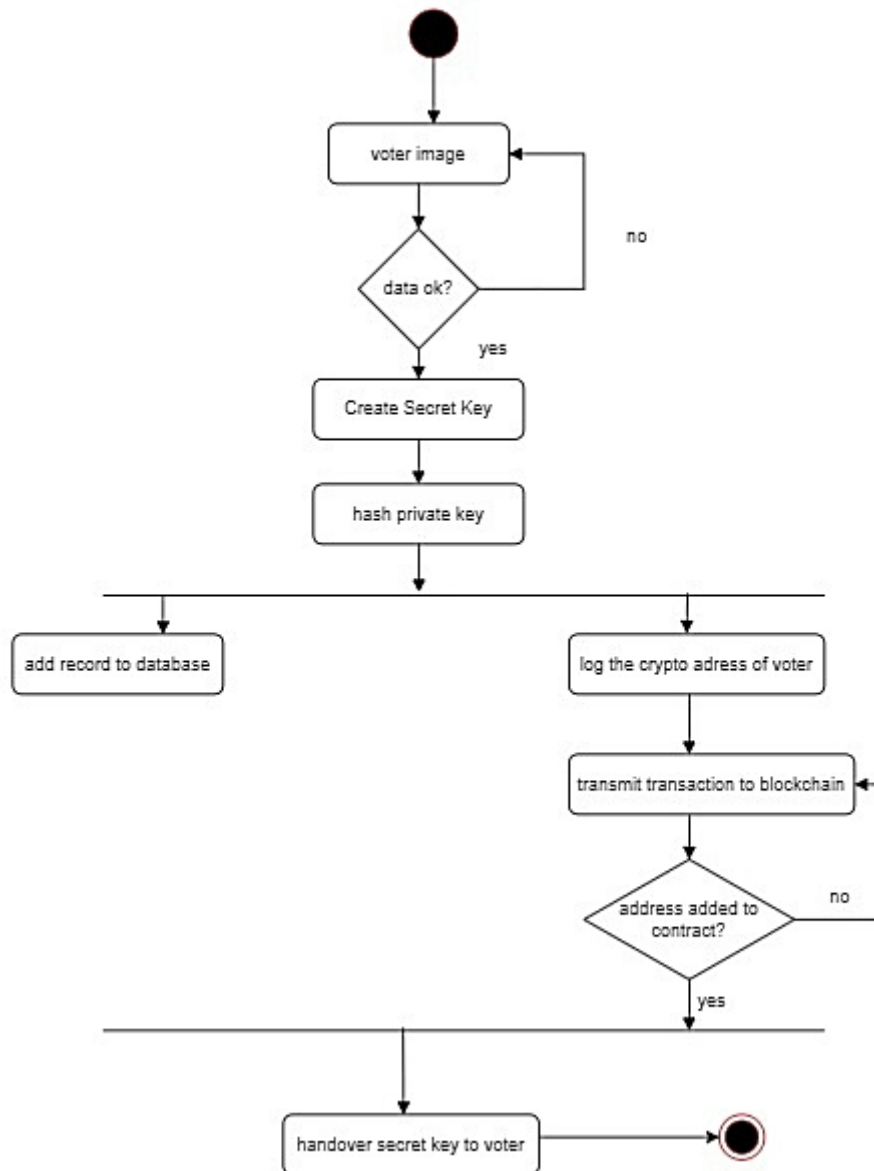 voter image
no
data ok?
yes
Create Secret Key
hash private key
add record to database
log the crypto adress of voter
transmit transaction to blockchain
address added to
contract?
no
yes
handover secret key to voter